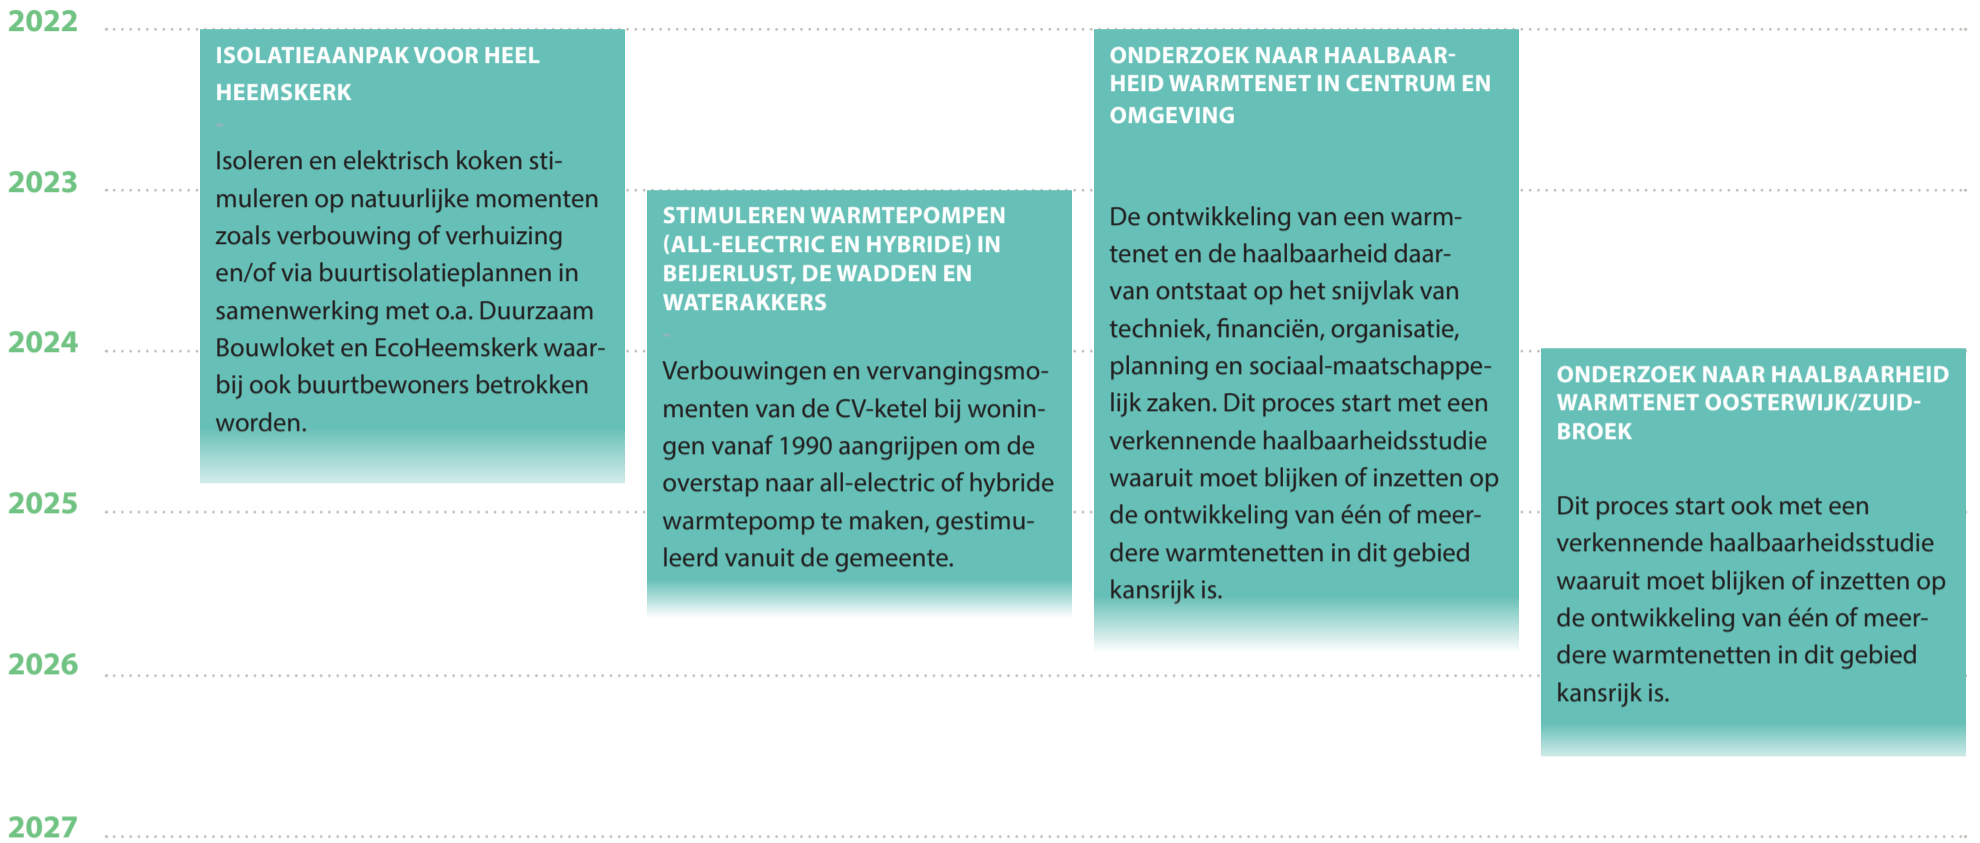 2022
2023
2024
2025
2026
2027
ISOLATIEAANPAK VOOR HEEL
HEEMSKERK
-
Isoleren en elektrisch koken sti-
muleren op natuurlijke momenten
zoals verbouwing of verhuizing
en/of via buurtisolatieplannen in
samenwerking met o.a. Duurzaam
Bouwloket en EcoHeemskerk waar-
bij ook buurtbewoners betrokken
worden.
STIMULEREN WARMTEPOMPEN
(ALL-ELECTRIC EN HYBRIDE) IN
BEIJERLUST, DE WADDEN EN
WATERAKKERS
-
Verbouwingen en vervangingsmo-
menten van de CV-ketel bij wonin-
gen vanaf 1990 aangrijpen om de
overstap naar all-electric of hybride
warmtepomp te maken, gestimu-
leerd vanuit de gemeente.
ONDERZOEK NAAR HAALBAAR-
HEID WARMTENET IN CENTRUM EN
OMGEVING
De ontwikkeling van een warm-
tenet en de haalbaarheid daar-
van ontstaat op het snijvlak van
techniek, financiën, organisatie,
planning en sociaal-maatschappe-
lijk zaken. Dit proces start met een
verkennende haalbaarheidsstudie
waaruit moet blijken of inzetten op
de ontwikkeling van één of meer-
dere warmtenetten in dit gebied
kansrijk is.
ONDERZOEK NAAR HAALBAARHEID
WARMTENET OOSTERWIJK/ZUID-
BROEK
Dit proces start ook met een
verkennende haalbaarheidsstudie
waaruit moet blijken of inzetten op
de ontwikkeling van één of meer-
dere warmtenetten in dit gebied
kansrijk is.